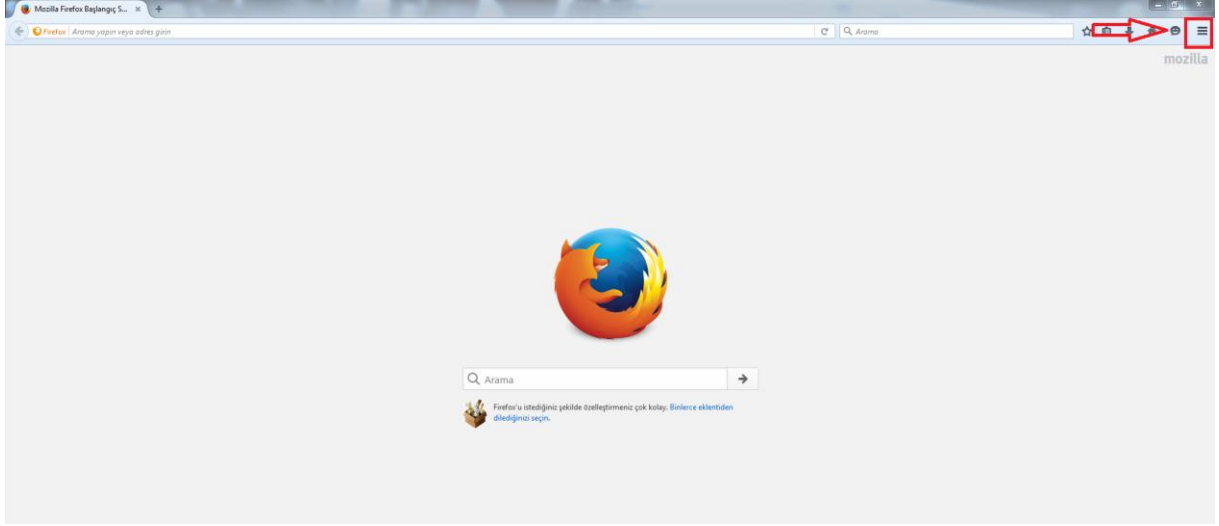 Mozilla Firefox Başlangıç S...
Firefox Arama yapın veya adres girin
Arama
mozilla
Arama
Firefox'u istediğiniz şekilde özelleştirmeniz çok kolay. Binlerce eklentiden
dilediğinizi seçin.